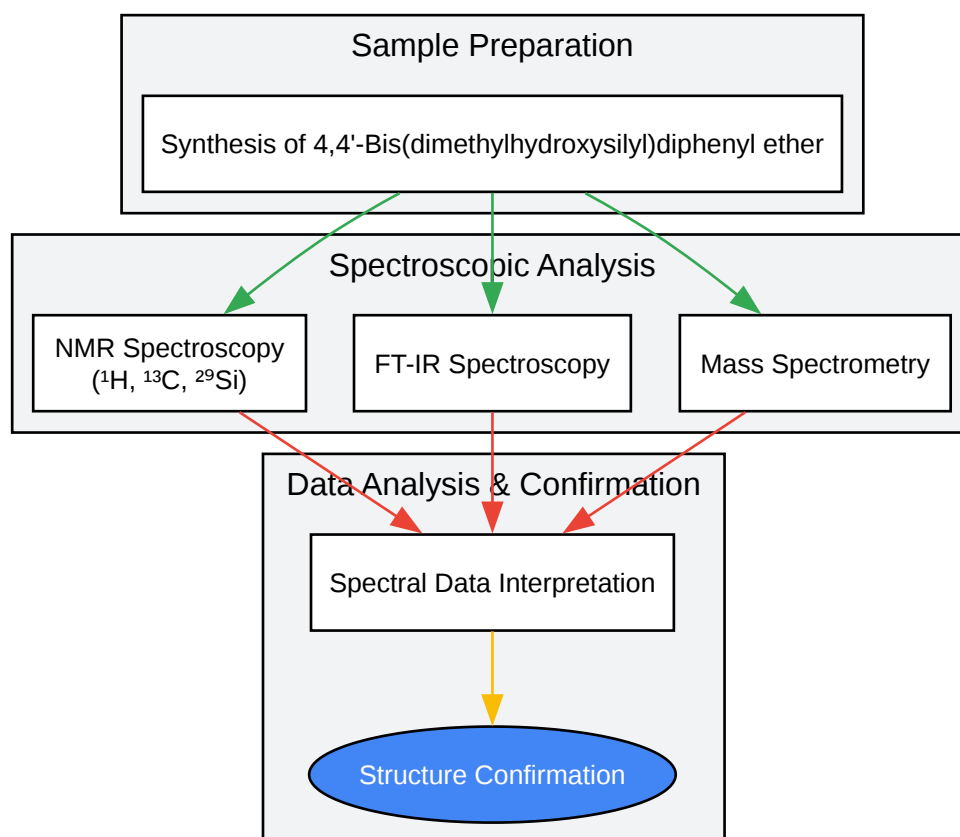 Sample Preparation
Synthesis of 4,4'-Bis(dimethylhydroxysilyl)diphenyl ether
Spectroscopic Analysis
NMR Spectroscopy
(¹H, ¹³C, ²⁹Si)
FT-IR Spectroscopy
Mass Spectrometry
Data Analysis & Confirmation
Spectral Data Interpretation
Structure Confirmation